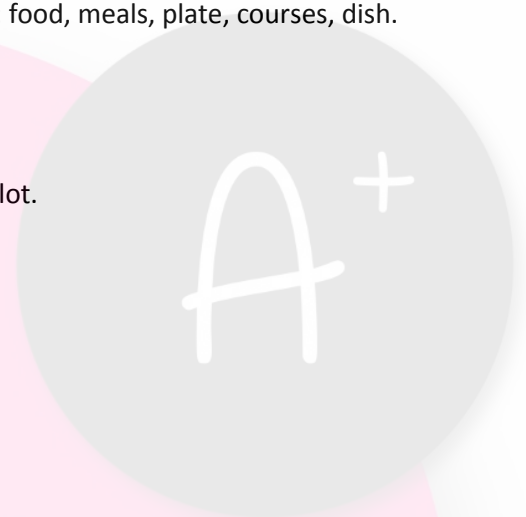 food, meals, plate, courses, dish.
lot.
A+